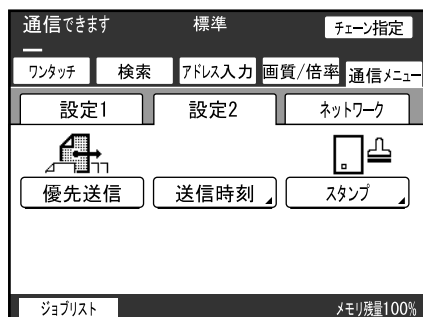 通信できます 標準 チェーン指定
ワンタッチ 検索 アドレス入力 画質/倍率 通信メニュー
設定1 設定2 ネットワーク
優先送信 送信時刻 スタンプ
ジョブリスト メモリ残量100%